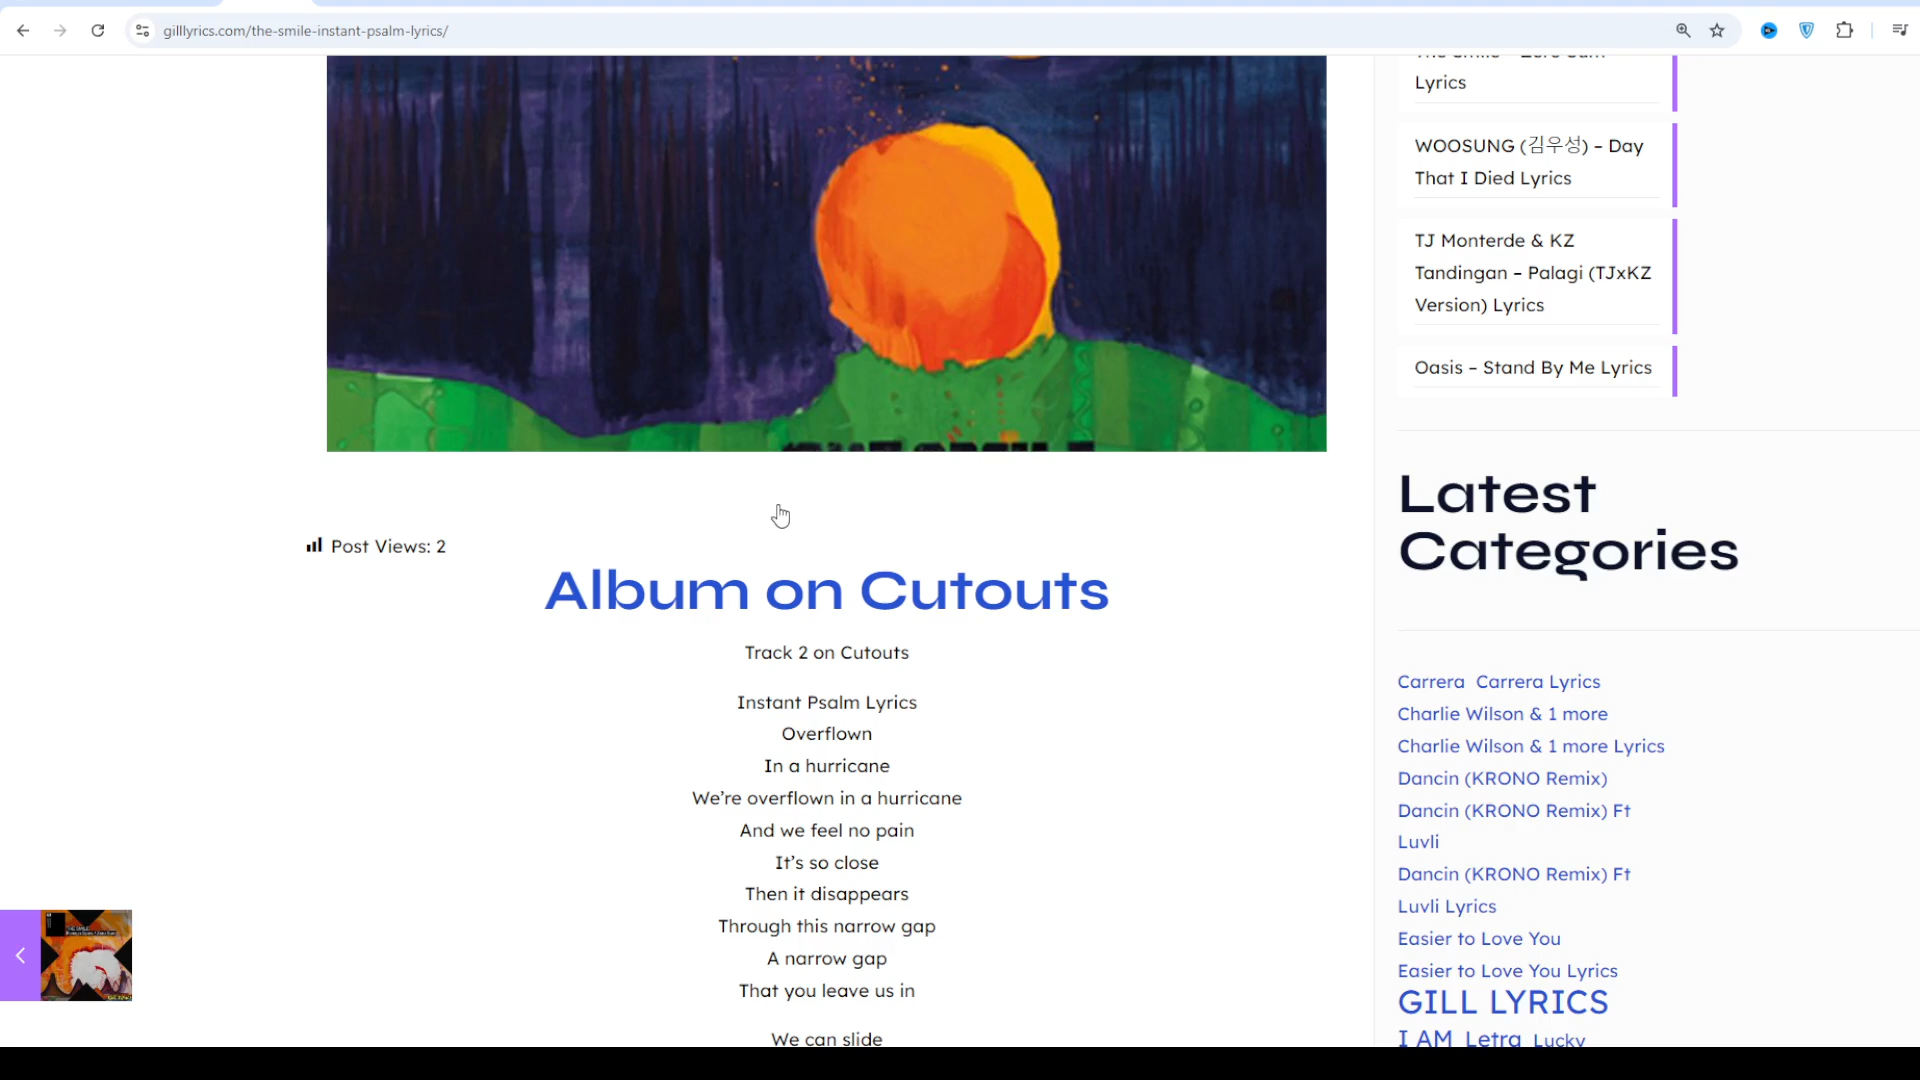 gilllyrics.com/the-smile-instant-psalm-lyrics/
Lyrics
WOOSUNG (김우성) – Day
That I Died Lyrics
TJ Monterde & KZ
Tandingan – Palagi (TJxKZ
Version) Lyrics
Oasis – Stand By Me Lyrics
Latest
Categories
Carrera Carrera Lyrics
Charlie Wilson & 1 more
Charlie Wilson & 1 more Lyrics
Dancin (KRONO Remix)
Dancin (KRONO Remix) Ft
Luvli
Dancin (KRONO Remix) Ft
Luvli Lyrics
Easier to Love You
Easier to Love You Lyrics
GILL LYRICS
I AM Letra Lucky
Post Views: 2
Album on Cutouts
Track 2 on Cutouts
Instant Psalm Lyrics
Overflown
In a hurricane
We’re overflown in a hurricane
And we feel no pain
It’s so close
Then it disappears
Through this narrow gap
A narrow gap
That you leave us in
We can slide